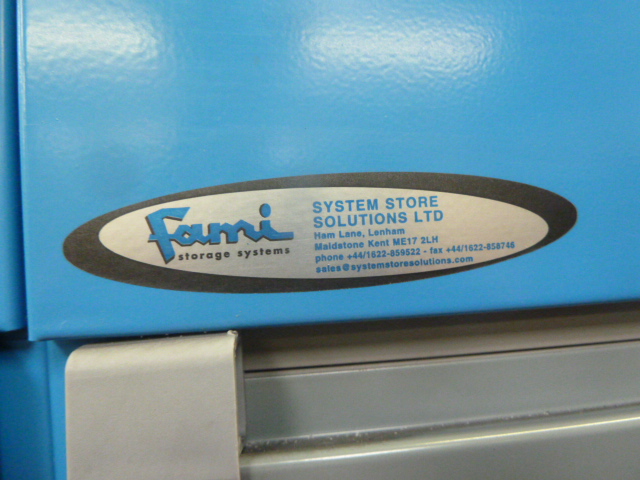 Fami
storage systems
SYSTEM STORE
SOLUTIONS LTD
Ham Lane, Lenham
Maidstone Kent ME17 2LH
phone +44/1622-859522 - fax +44/1622-858746
sales@systemstoresolutions.com